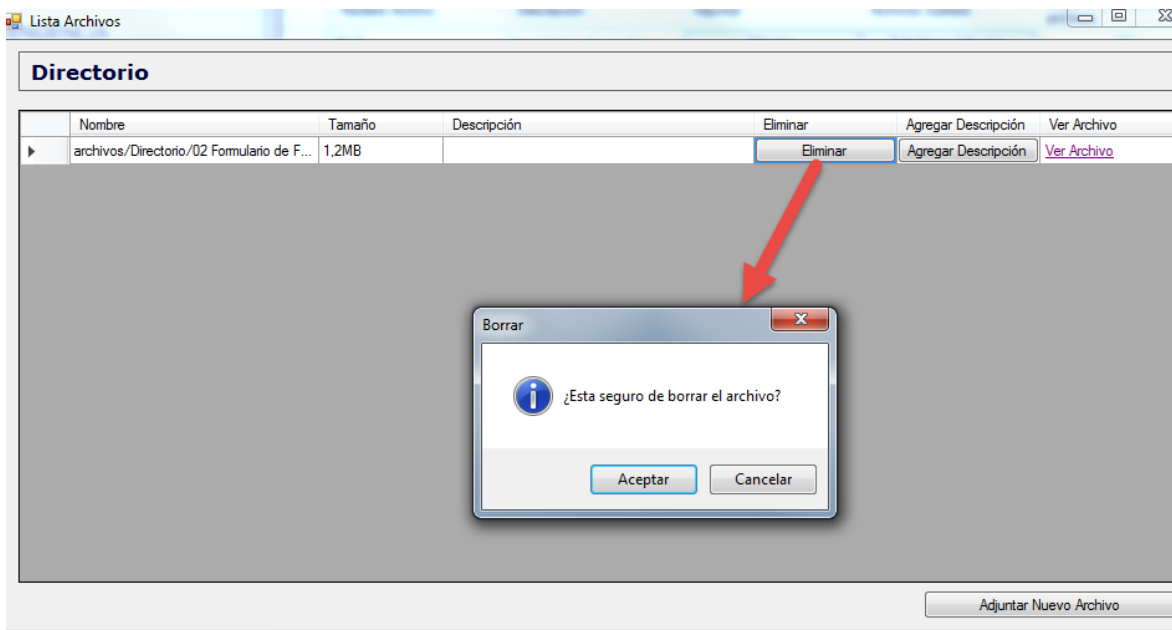 Lista Archivos
Directorio
Nombre Tamaño Descripción Eliminar Agregar Descripción Ver Archivo
archivos/Directorio/02 Formulario de F... 1,2MB Eliminar Agregar Descripción Ver Archivo
Borrar
¿Esta seguro de borrar el archivo?
Aceptar Cancelar
Adjuntar Nuevo Archivo